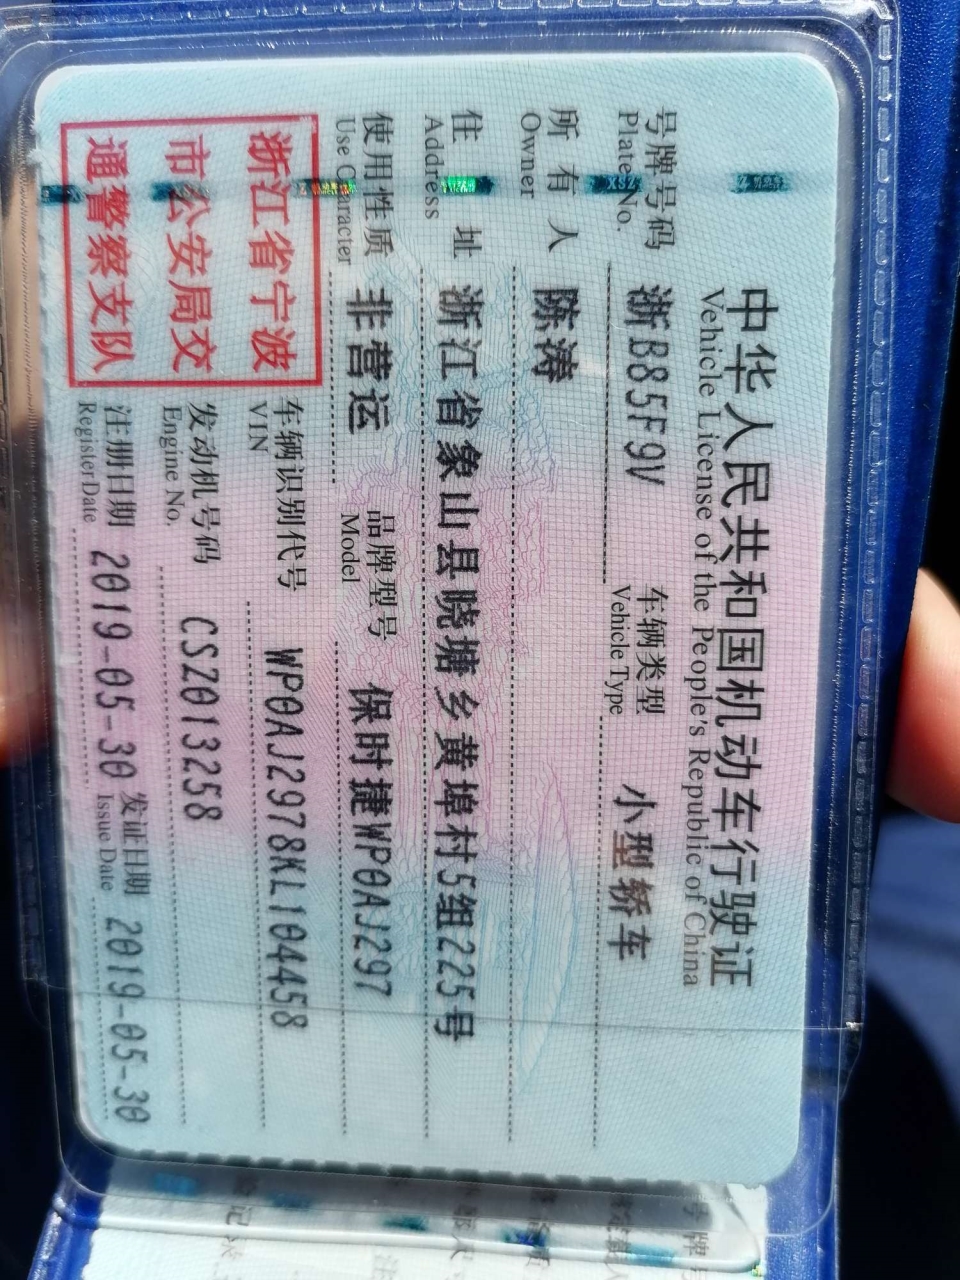 中华人民共和国机动车行驶证
Vehicle License of the People's Republic of China
号牌号码 浙B85F9V 车辆类型 小型轿车
Plate No. Vehicle Type
所有人 陈涛
Owner
住址 浙江省象山县晓塘乡黄埠村5组225号
Address
使用性质 非营运 品牌型号 保时捷WP0AJ297
Use Character Model
浙江省宁波
市公安局交
通警察支队
车辆识别代号 WP0AJ2978KL104458
VIN
发动机号码 CSZ013258
Engine No.
注册日期 2019-05-30 发证日期 2019-05-30
Register Date Issue Date